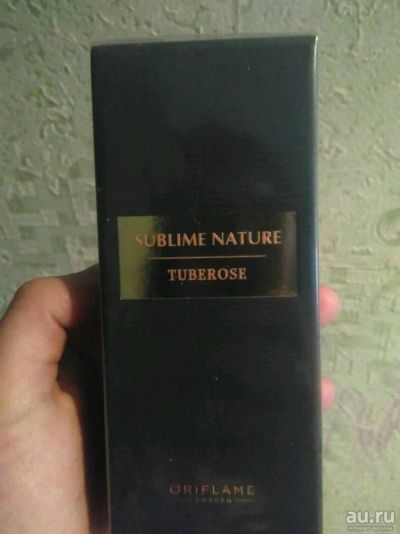 SUBLIME NATURE
TUBEROSE
ORIFLAME
SWEDEN
au.ru